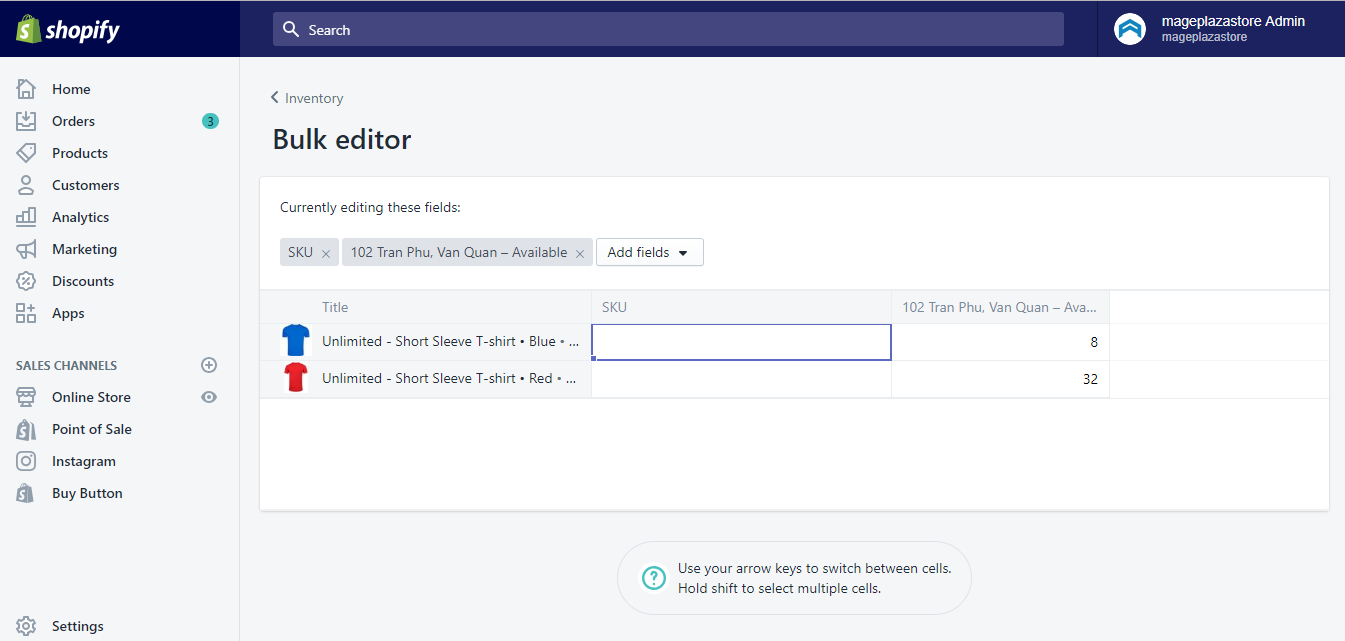 shopify
Search
mageplazastore Admin
mageplazastore
Home
Orders 3
Products
Customers
Analytics
Marketing
Discounts
Apps
SALES CHANNELS
Online Store
Point of Sale
Instagram
Buy Button
Settings
Inventory
Bulk editor
Currently editing these fields:
SKU × 102 Tran Phu, Van Quan – Available × Add fields
Title SKU 102 Tran Phu, Van Quan – Ava...
Unlimited - Short Sleeve T-shirt • Blue • ... 8
Unlimited - Short Sleeve T-shirt • Red • ... 32
Use your arrow keys to switch between cells.
Hold shift to select multiple cells.